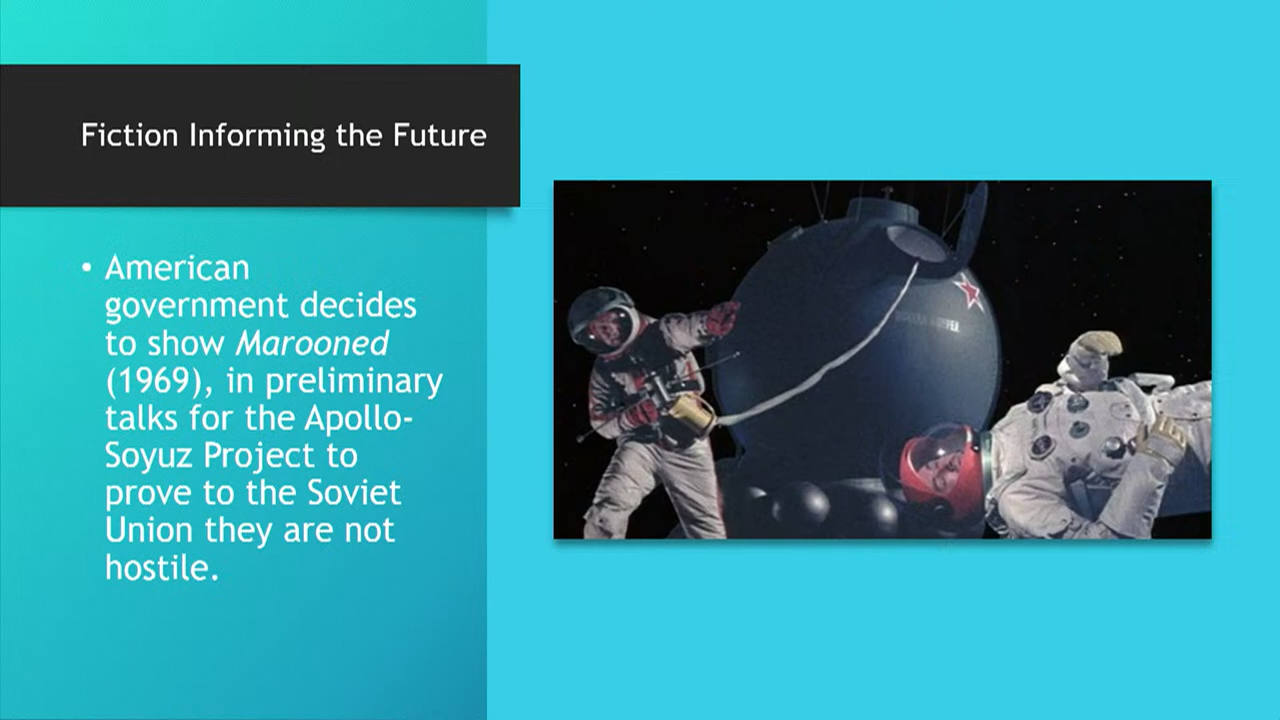 Fiction Informing the Future
• American
government decides
to show Marooned
(1969), in preliminary
talks for the Apollo-
Soyuz Project to
prove to the Soviet
Union they are not
hostile.